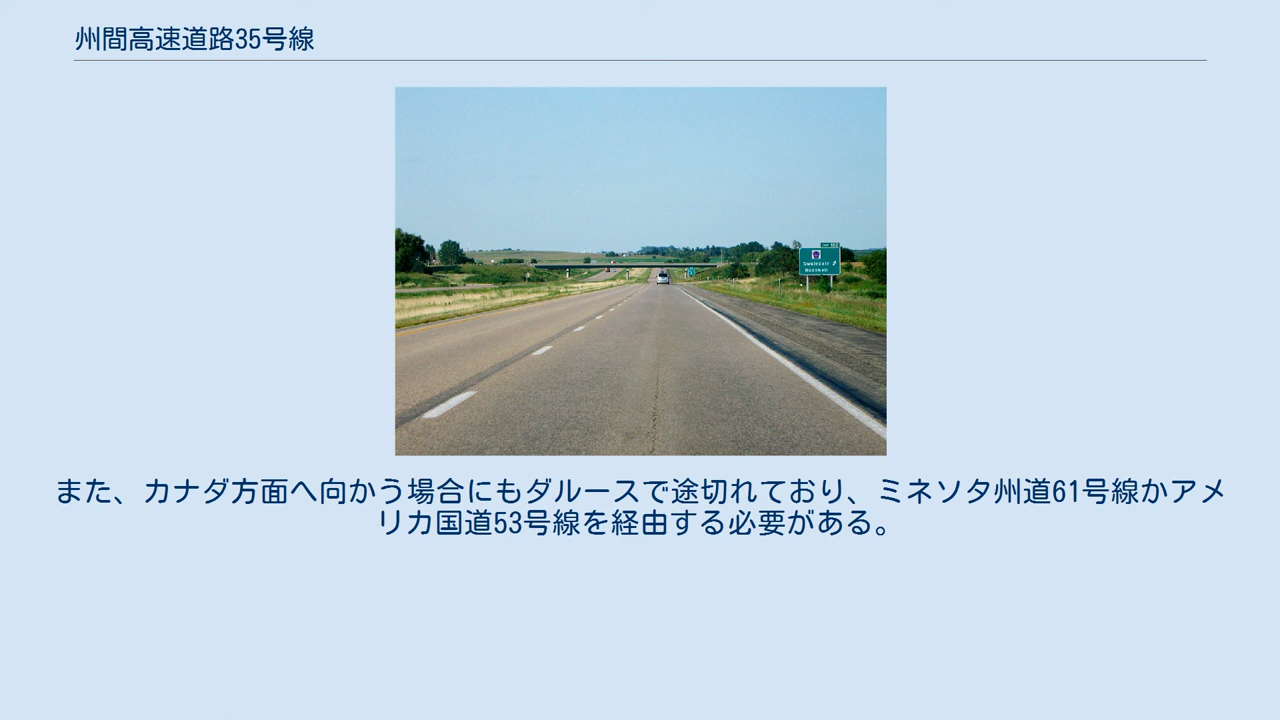 州間高速道路35号線
Swaledale
Rockwell
また、カナダ方面へ向かう場合にもダルースで途切れており、ミネソタ州道61号線かアメ
リカ国道53号線を経由する必要がある。